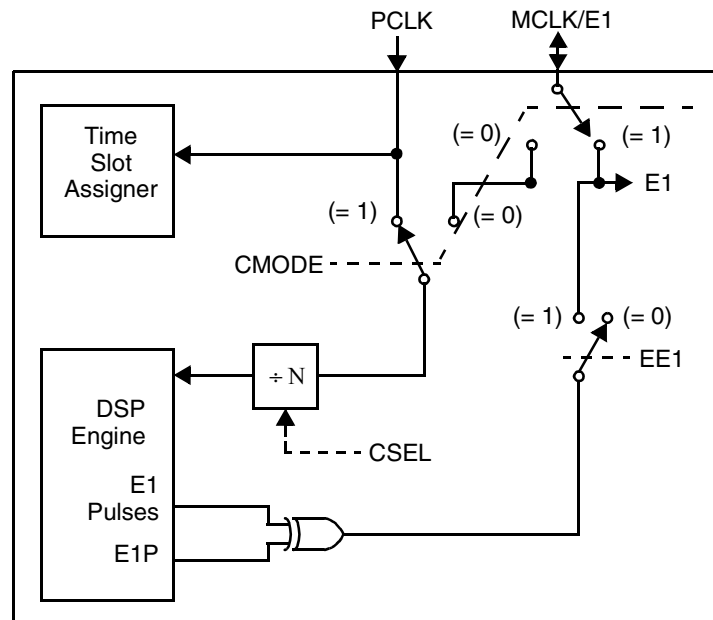 PCLK
MCLK/E1
Time
Slot
Assigner
(= 0)
(= 1)
E1
(= 1)
(= 0)
CMODE
(= 1)
(= 0)
EE1
÷ N
CSEL
DSP
Engine
E1
Pulses
E1P